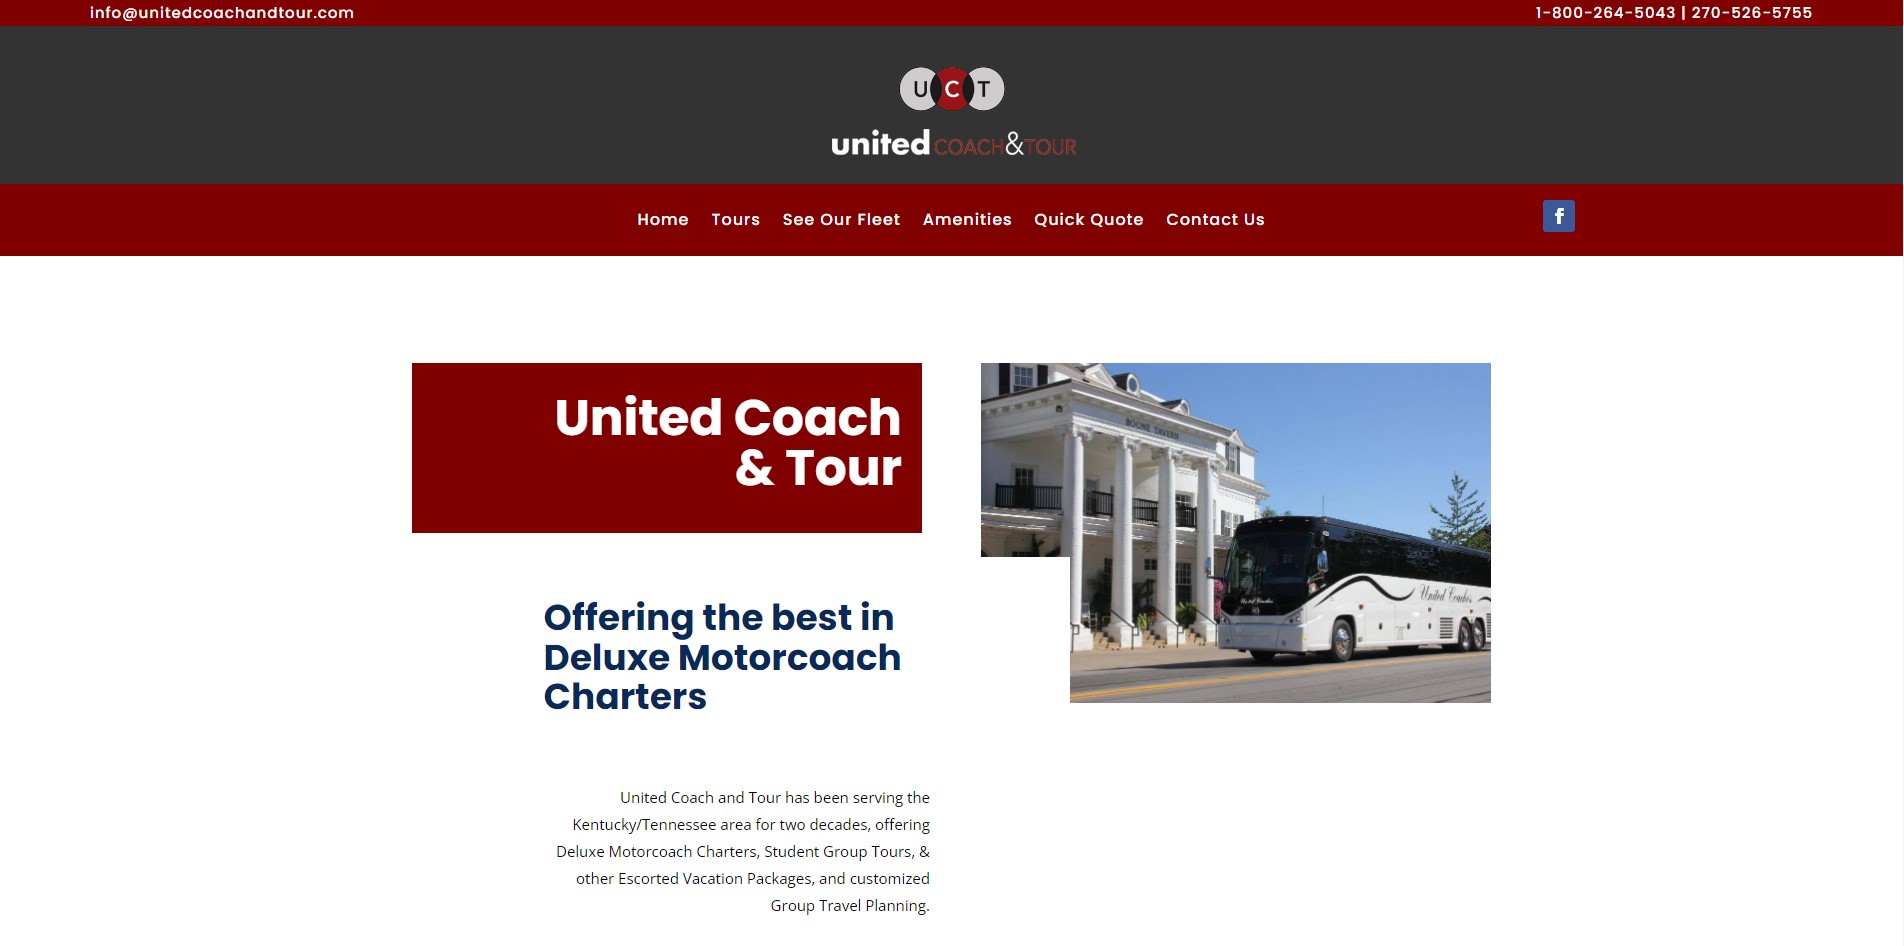 info@unitedcoachandtour.com
1-800-264-5043 | 270-526-5755
U C T
united COACH&TOUR
Home Tours See Our Fleet Amenities Quick Quote Contact Us
f
United Coach
& Tour
BOONE TAVERN
United Coaches
Offering the best in
Deluxe Motorcoach
Charters
United Coach and Tour has been serving the
Kentucky/Tennessee area for two decades, offering
Deluxe Motorcoach Charters, Student Group Tours, &
other Escorted Vacation Packages, and customized
Group Travel Planning.